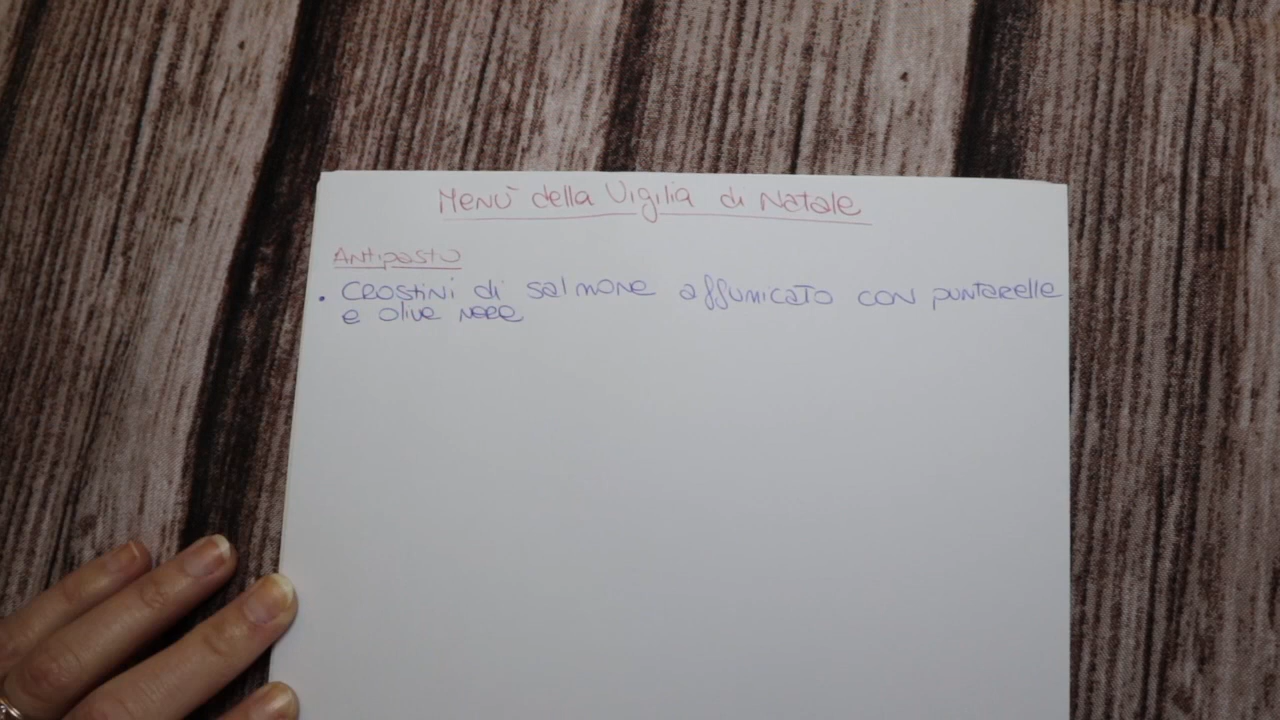 Menù della Vigilia di Natale
Antipasto
• Crostini di salmone affumicato con puntarelle
e olive nere